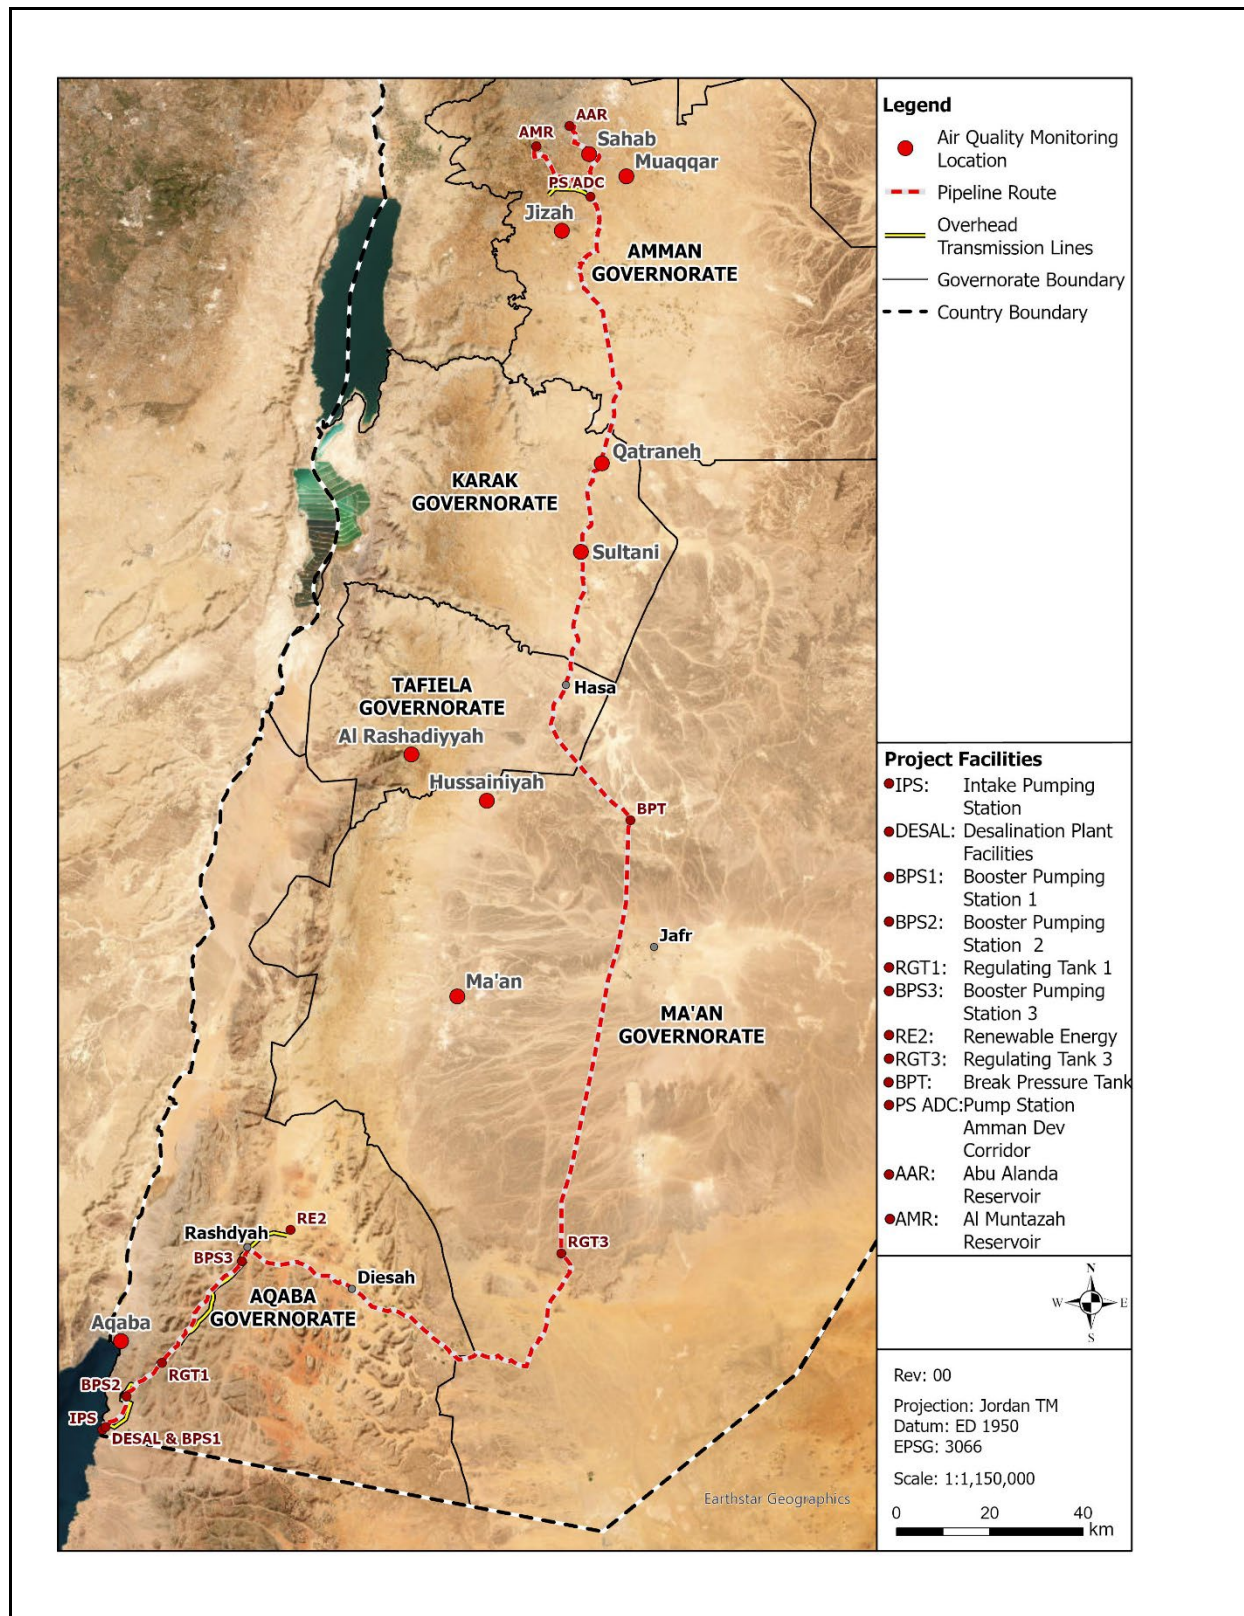 AAR
AMR
Sahab
Muaqqar
PS ADC
Jizah
AMMAN
GOVERNORATE
Qatraneh
KARAK
GOVERNORATE
Sultani
Hasa
TAFIELA
GOVERNORATE
Al Rashadiyyah
Hussainiyah
BPT
Jafr
Ma'an
MA'AN
GOVERNORATE
RE2
Rashdyah
BPS3
RGT3
Diesah
AQABA
GOVERNORATE
Aqaba
RGT1
BPS2
IPS
DESAL & BPS1
Earthstar Geographics
Legend
Air Quality Monitoring
Location
Pipeline Route
Overhead
Transmission Lines
Governorate Boundary
Country Boundary
Project Facilities
IPS: Intake Pumping
Station
DESAL: Desalination Plant
Facilities
BPS1: Booster Pumping
Station 1
BPS2: Booster Pumping
Station 2
RGT1: Regulating Tank 1
BPS3: Booster Pumping
Station 3
RE2: Renewable Energy
RGT3: Regulating Tank 3
BPT: Break Pressure Tank
PS ADC: Pump Station
Amman Dev
Corridor
AAR: Abu Alanda
Reservoir
AMR: Al Muntazah
Reservoir
N
W E
S
Rev: 00
Projection: Jordan TM
Datum: ED 1950
EPSG: 3066
Scale: 1:1,150,000
0 20 40
km